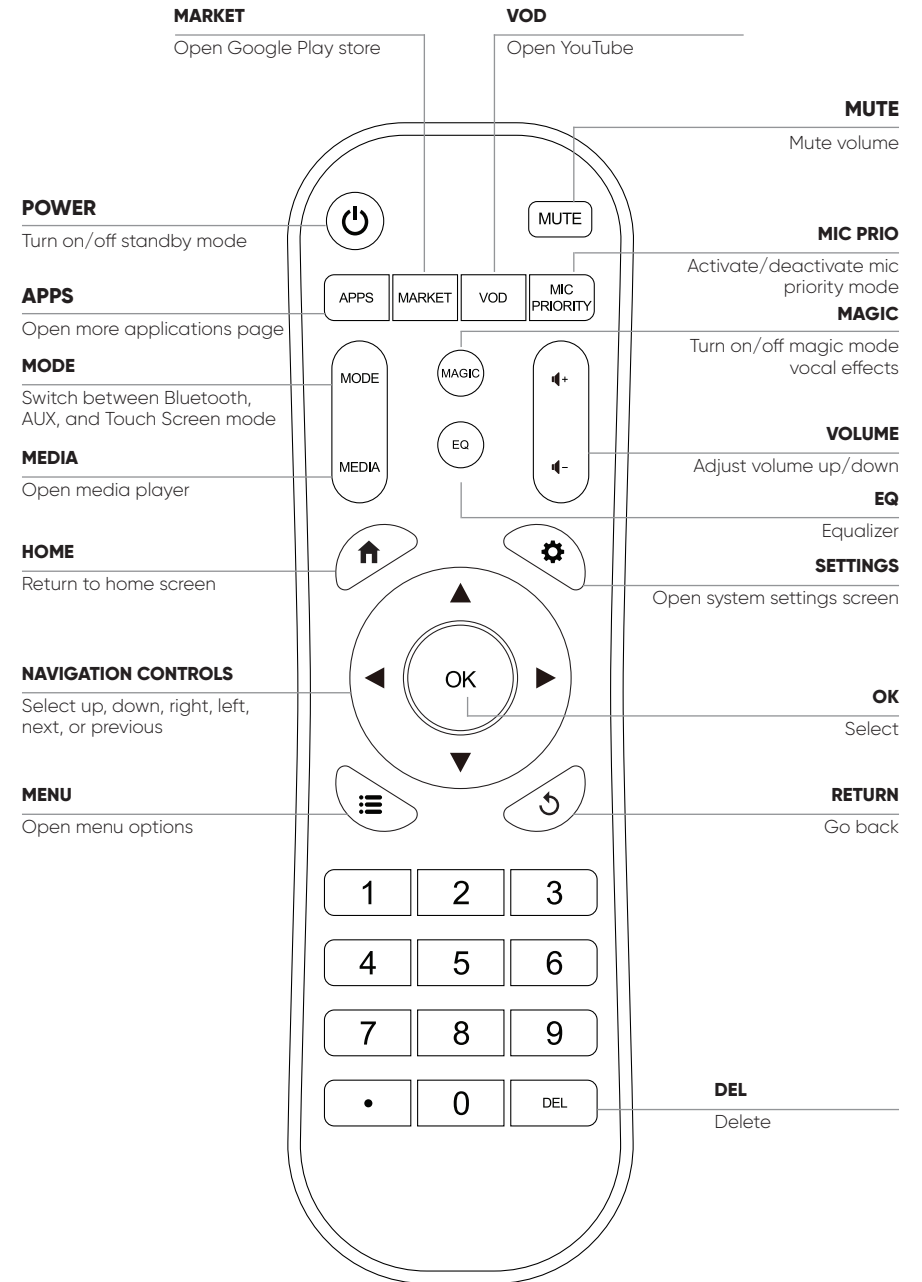 MARKET
Open Google Play store
VOD
Open YouTube
MUTE
Mute volume
POWER
Turn on/off standby mode
MUTE
MIC PRIO
Activate/deactivate mic
priority mode
APPS
Open more applications page
APPS
MARKET
VOD
MIC
PRIORITY
MAGIC
Turn on/off magic mode
vocal effects
MODE
Switch between Bluetooth,
AUX, and Touch Screen mode
MODE
MAGIC
+
VOLUME
Adjust volume up/down
MEDIA
Open media player
MEDIA
EQ
-
EQ
Equalizer
HOME
Return to home screen
SETTINGS
Open system settings screen
NAVIGATION CONTROLS
Select up, down, right, left,
next, or previous
OK
OK
Select
MENU
Open menu options
RETURN
Go back
1 2 3
4 5 6
7 8 9
• 0 DEL
DEL
Delete